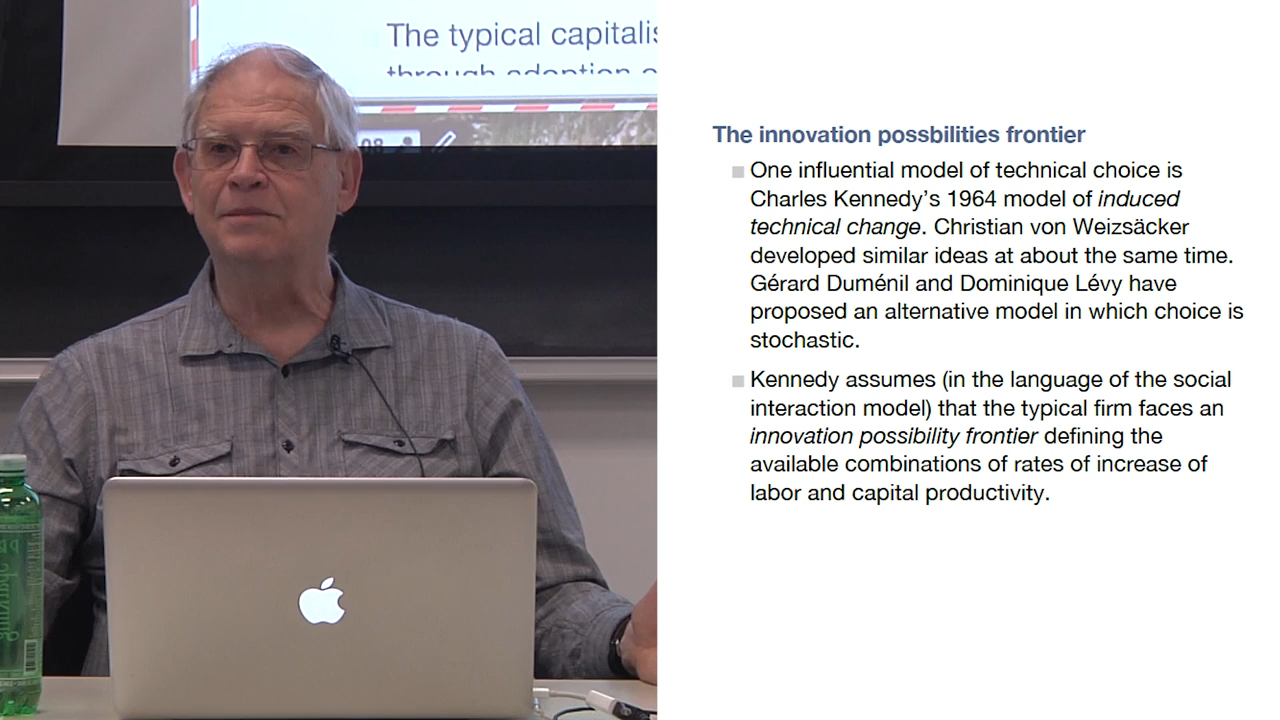 The typical capitalis
through adoption o
08
sparkling
The innovation possbilities frontier
One influential model of technical choice is
Charles Kennedy's 1964 model of induced
technical change. Christian von Weizsäcker
developed similar ideas at about the same time.
Gérard Duménil and Dominique Lévy have
proposed an alternative model in which choice is
stochastic.
Kennedy assumes (in the language of the social
interaction model) that the typical firm faces an
innovation possibility frontier defining the
available combinations of rates of increase of
labor and capital productivity.